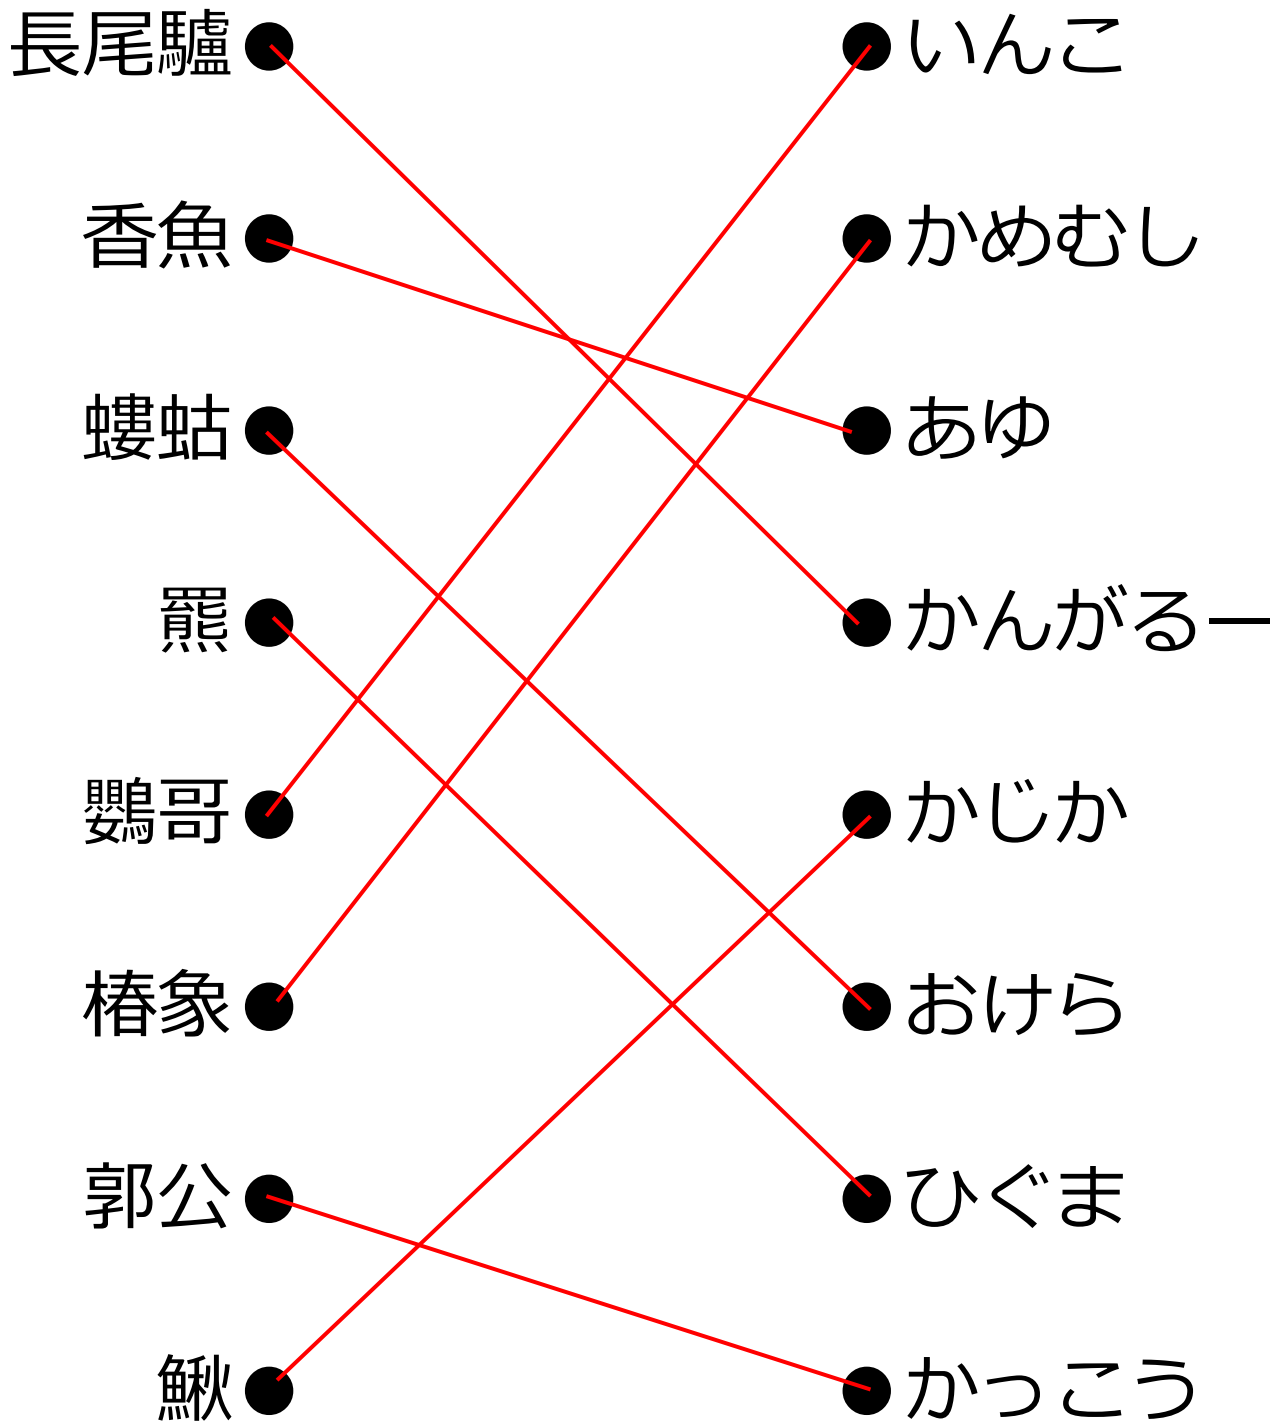 長尾驢 いんこ
香魚 かめむし
螻蛄 あゆ
羆 かんがるー
鸚哥 かじか
椿象 おけら
郭公 ひぐま
鰍 かっこう